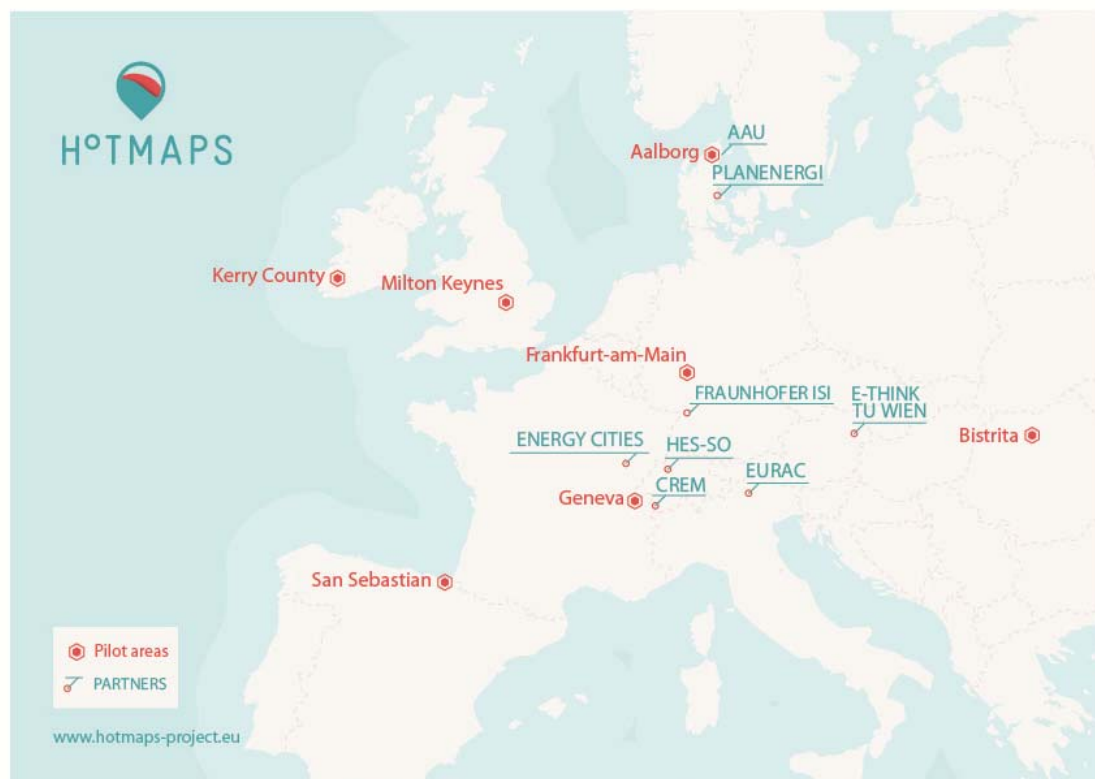 HOTMAPS
AAU
Aalborg
PLANENERGI
Kerry County
Milton Keynes
Frankfurt-am-Main
FRAUNHOFER ISI
E-THINK
TU WIEN
Bistrita
ENERGY CITIES
HES-SO
EURAC
CREM
Geneva
San Sebastian
Pilot areas
PARTNERS
www.hotmaps-project.eu